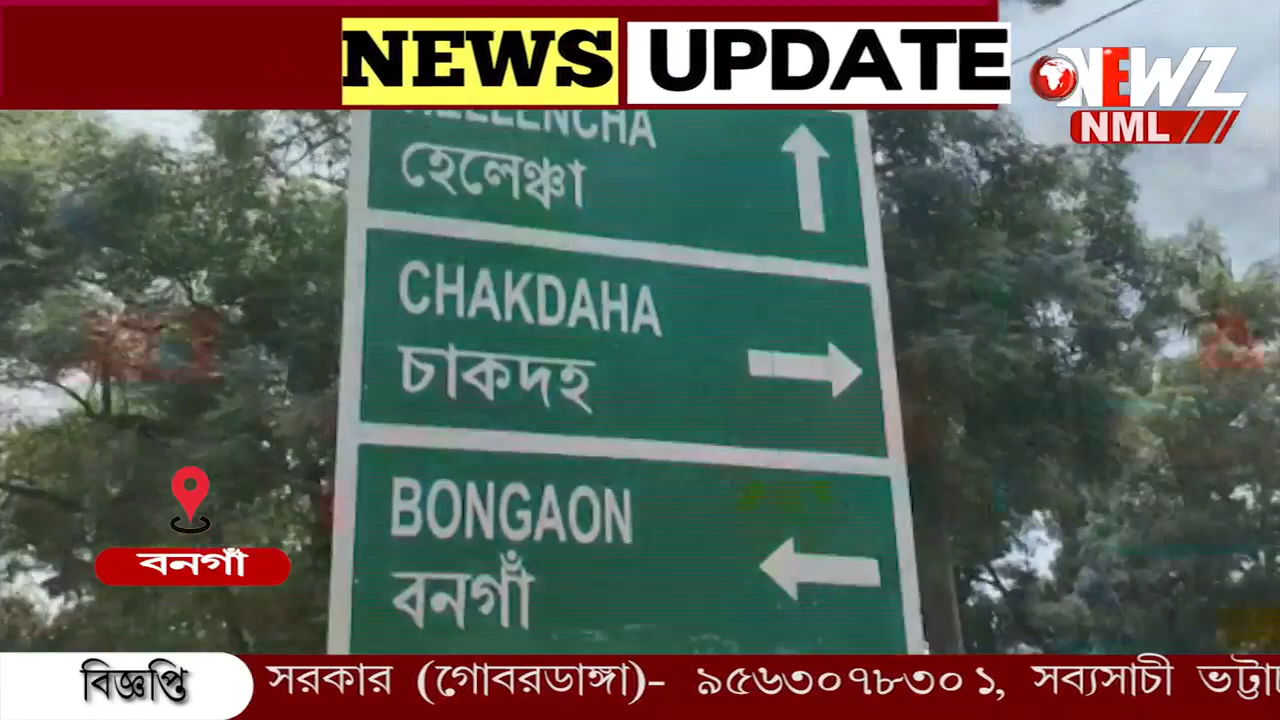 NEWS UPDATE
NEWZ
NML
হেলেঞ্চা
CHAKDAHA
চাকদহ
BONGAON
বনগাঁ
বনগাঁ
বিজ্ঞপ্তি
সরকার (গোবরডাঙ্গা)- ৯৫৬৩০৭৮৩০১, সব্যসাচী